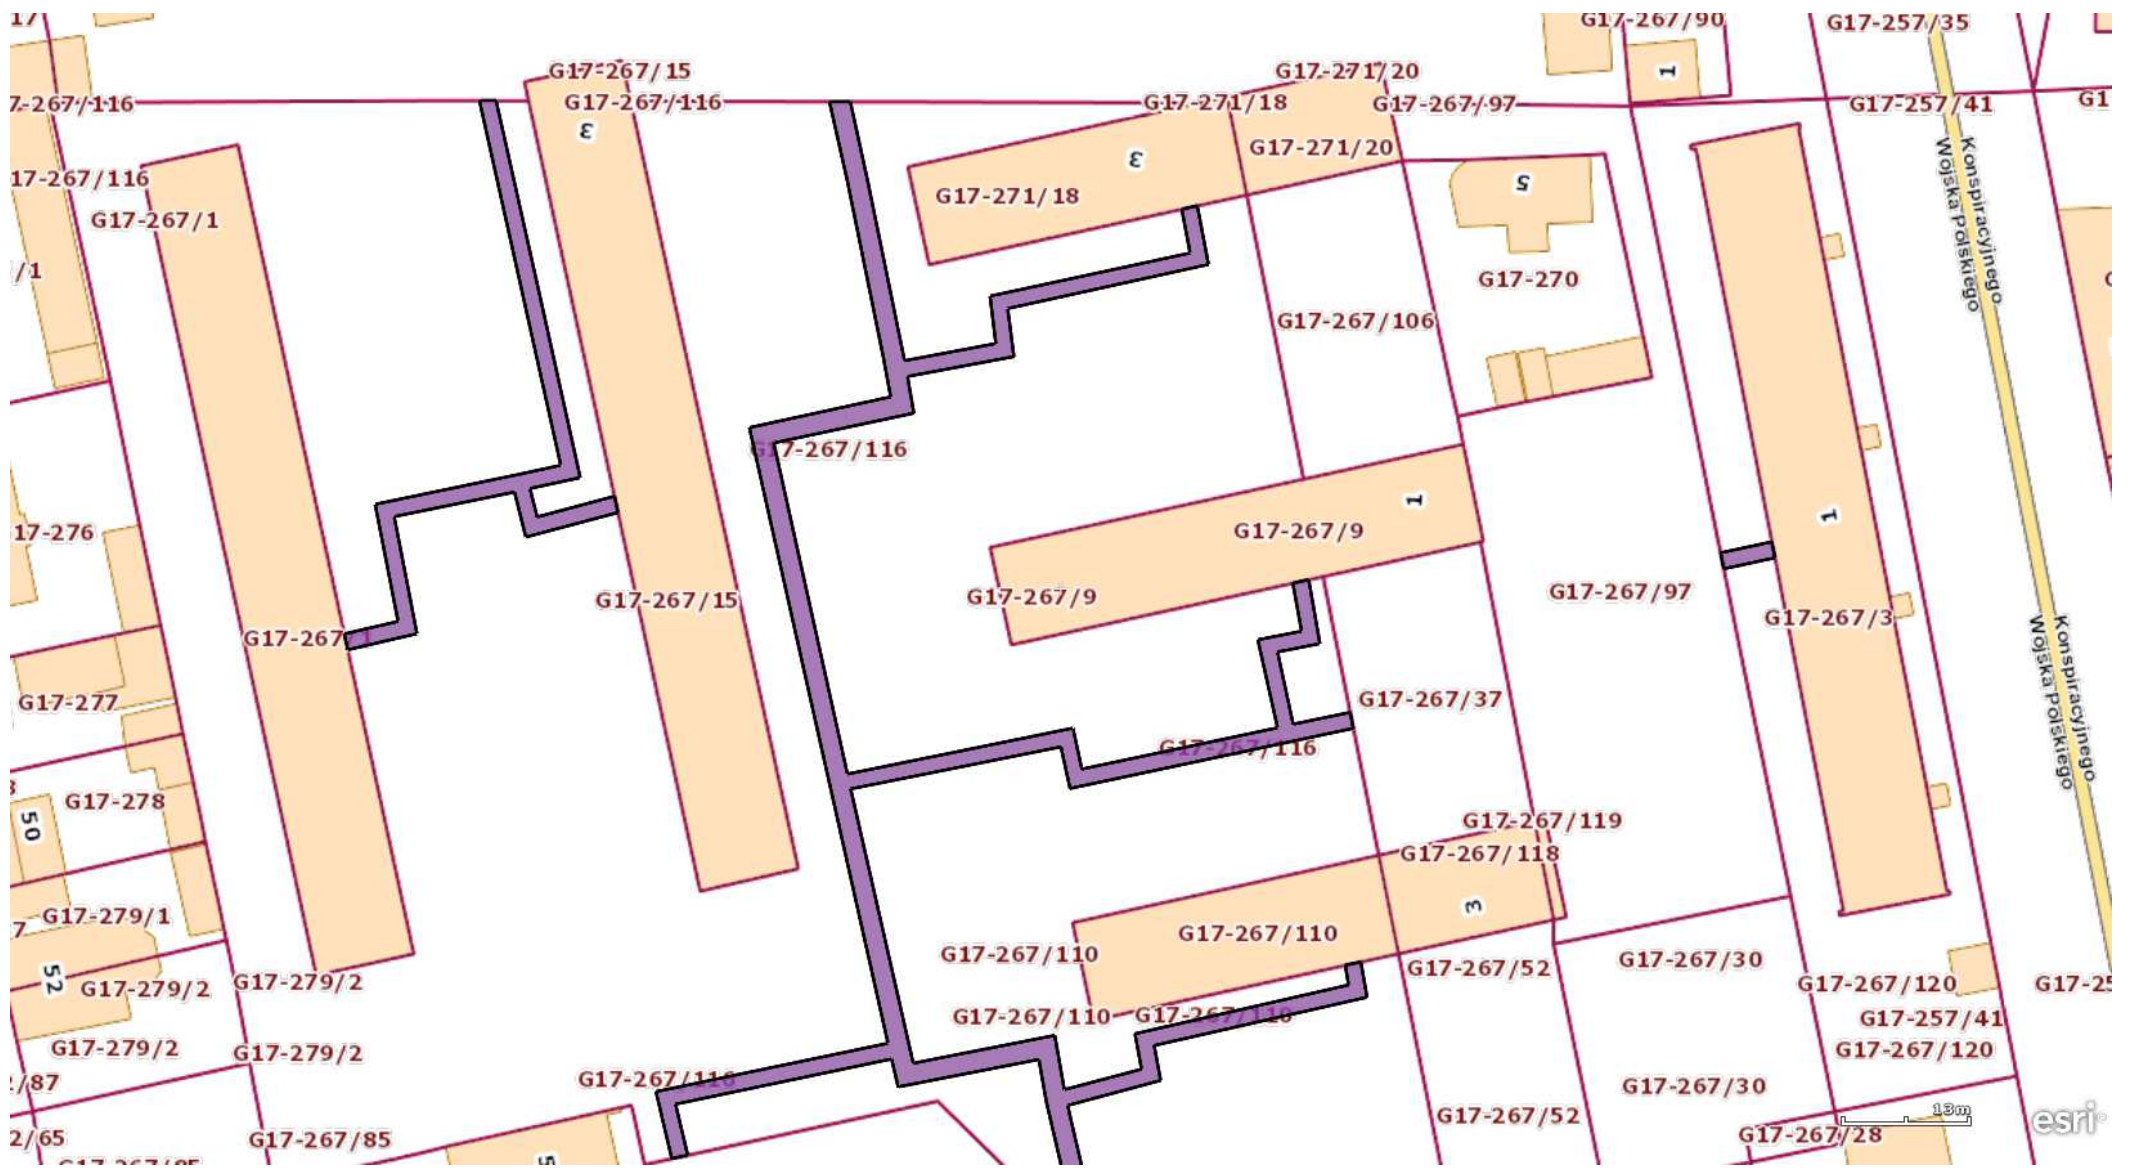 G17-267/90
G17-257/35
G17-267/15
G17-271/20
1
7-267/116
G17-267/116
G17-271/18
G17-267/97
G17-257/41
G1
3
3
G17-271/20
17-267/116
G17-271/18
5
G17-267/1
Wojska Polskiego
Konspiracyjnego
/1
G17-270
G17-267/106
G17-267/116
1
1
17-276
G17-267/9
G17-267/15
G17-267/9
G17-267/97
G17-267/3
G17-267/1
Wojska Polskiego
Konspiracyjnego
G17-277
G17-267/37
G17-267/116
G17-278
50
G17-267/119
G17-267/118
G17-279/1
3
G17-267/110
G17-267/110
52
G17-279/2
G17-279/2
G17-267/52
G17-267/30
G17-267/120
G17-25
G17-267/110
G17-267/110
G17-257/41
G17-279/2
G17-279/2
G17-267/120
/87
G17-267/116
G17-267/30
G17-267/52
13m
esri
2/65
G17-267/85
G17-267/28
5